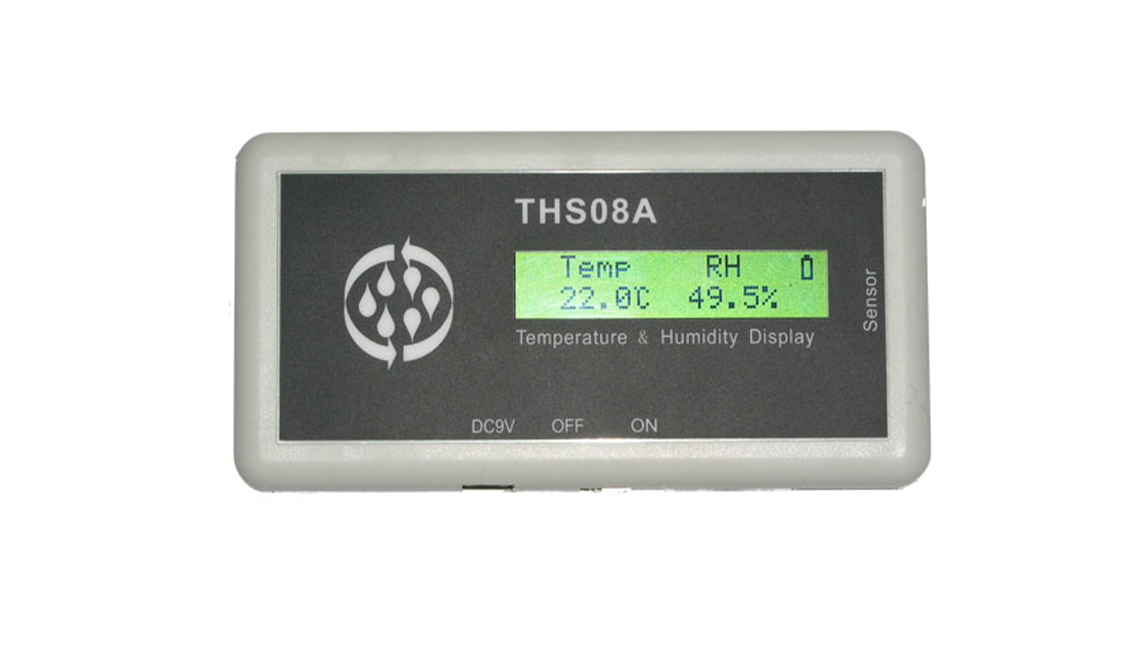 THS08A
Temp RH
22.0℃ 49.5%
Temperature & Humidity Display
Sensor
DC9V OFF ON